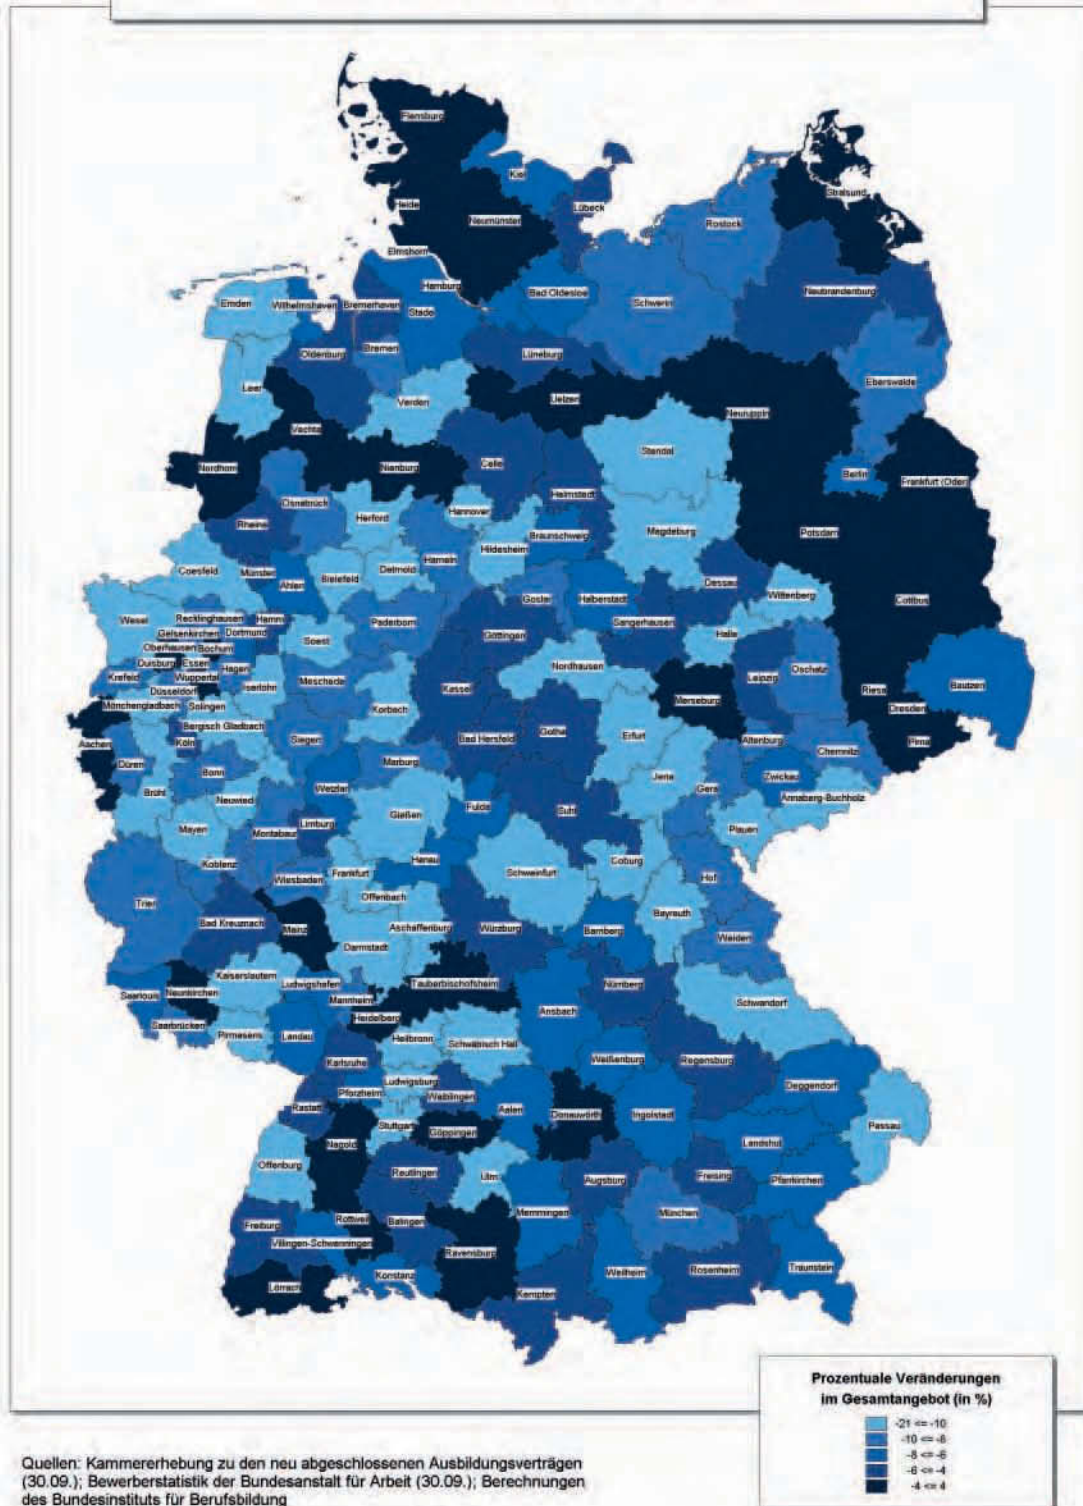 Flensburg
Kiel
Stralsund
Heide
Lübeck
Neumünster
Rostock
Elmshorn
Hamburg
Bad Oldesloe
Neubrandenburg
Emden
Wilhelmshaven
Bremerhaven
Schwerin
Stade
Bremen
Oldenburg
Lüneburg
Eberswalde
Leer
Uelzen
Verden
Neuruppin
Vechta
Stendal
Nordhorn
Nienburg
Celle
Berlin
Frankfurt (Oder)
Helmstedt
Osnabrück
Hannover
Herford
Rheine
Magdeburg
Potsdam
Braunschweig
Hildesheim
Hameln
Coesfeld
Münster
Detmold
Bielefeld
Ahlen
Dessau
Wittenberg
Goslar
Halberstadt
Cottbus
Wesel
Recklinghausen
Hamm
Paderborn
Sangerhausen
Gelsenkirchen
Dortmund
Göttingen
Halle
Soest
Oberhausen
Bochum
Duisburg
Essen
Hagen
Nordhausen
Oschatz
Krefeld
Wuppertal
Iserlohn
Meschede
Leipzig
Bautzen
Düsseldorf
Kassel
Riesa
Mönchengladbach
Solingen
Merseburg
Korbach
Dresden
Bergisch Gladbach
Aachen
Köln
Siegen
Bad Hersfeld
Gotha
Erfurt
Altenburg
Pirna
Chemnitz
Düren
Bonn
Marburg
Jena
Zwickau
Brühl
Neuwied
Wetzlar
Gera
Annaberg-Buchholz
Fulda
Suhl
Gießen
Mayen
Montabaur
Limburg
Plauen
Koblenz
Hanau
Coburg
Wiesbaden
Frankfurt
Schweinfurt
Hof
Trier
Offenbach
Bayreuth
Bad Kreuznach
Mainz
Aschaffenburg
Würzburg
Bamberg
Weiden
Darmstadt
Kaiserslautern
Ludwigshafen
Tauberbischofsheim
Nürnberg
Saarlouis
Neunkirchen
Mannheim
Schwandorf
Ansbach
Heidelberg
Saarbrücken
Pirmasens
Landau
Heilbronn
Schwäbisch Hall
Karlsruhe
Weißenburg
Regensburg
Ludwigsburg
Deggendorf
Pforzheim
Waiblingen
Rastatt
Aalen
Donauwörth
Ingolstadt
Stuttgart
Göppingen
Passau
Nagold
Landshut
Offenburg
Reutlingen
Ulm
Augsburg
Freising
Pfarrkirchen
Memmingen
München
Freiburg
Rottweil
Balingen
Villingen-Schwenningen
Ravensburg
Traunstein
Konstanz
Weilheim
Rosenheim
Lörrach
Kempten
Prozentuale Veränderungen
im Gesamtangebot (in %)
-21 <= -10
-10 <= -8
-8 <= -6
-6 <= -4
-4 <= 4
Quellen: Kammererhebung zu den neu abgeschlossenen Ausbildungsverträgen
(30.09.); Bewerberstatistik der Bundesanstalt für Arbeit (30.09.); Berechnungen
des Bundesinstituts für Berufsbildung